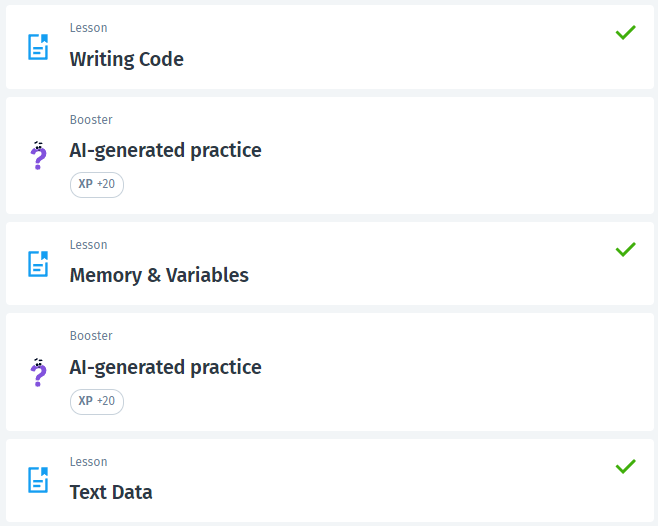 Lesson
Writing Code
Booster
AI-generated practice
XP +20
Lesson
Memory & Variables
Booster
AI-generated practice
XP +20
Lesson
Text Data